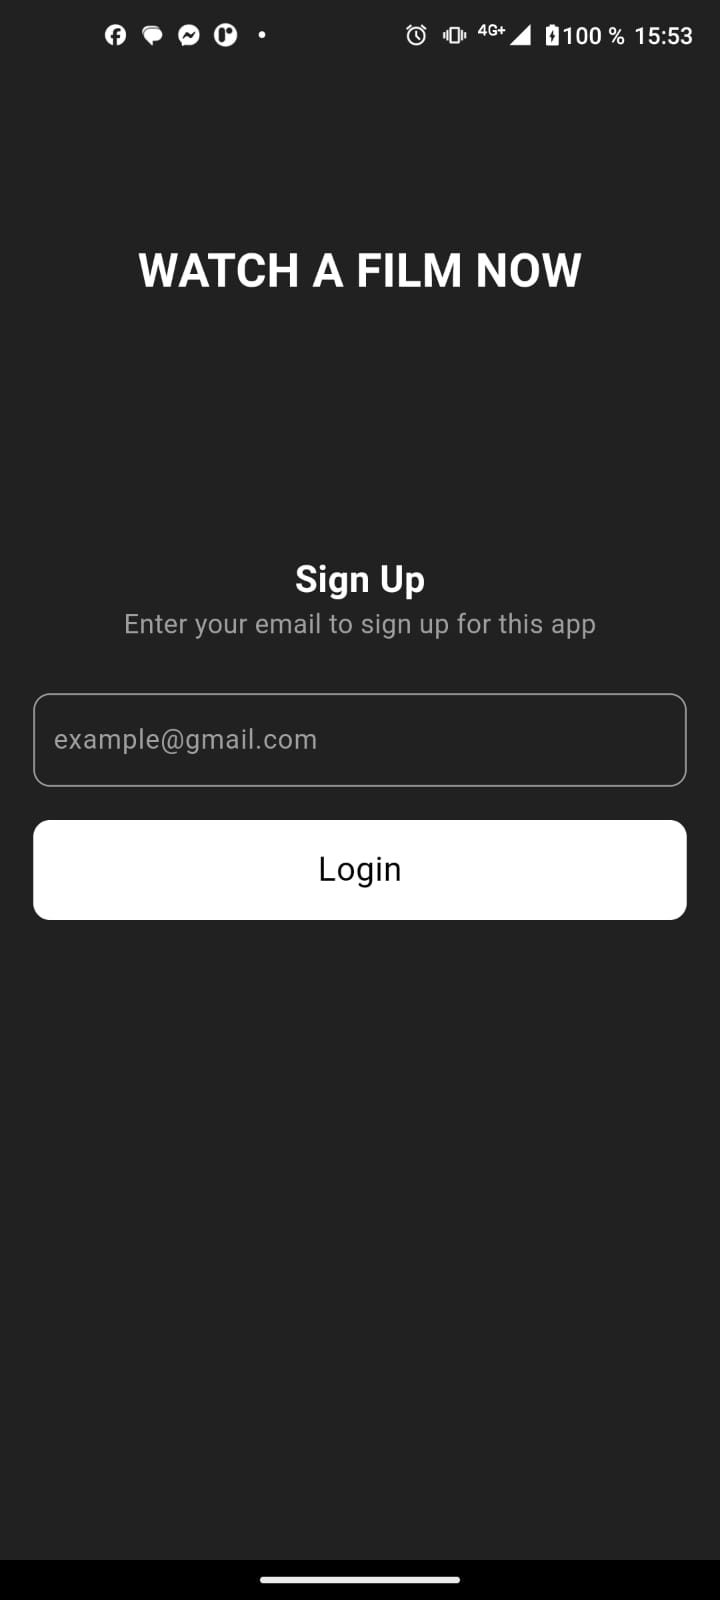 4G+ 100 % 15:53
WATCH A FILM NOW
Sign Up
Enter your email to sign up for this app
example@gmail.com
Login